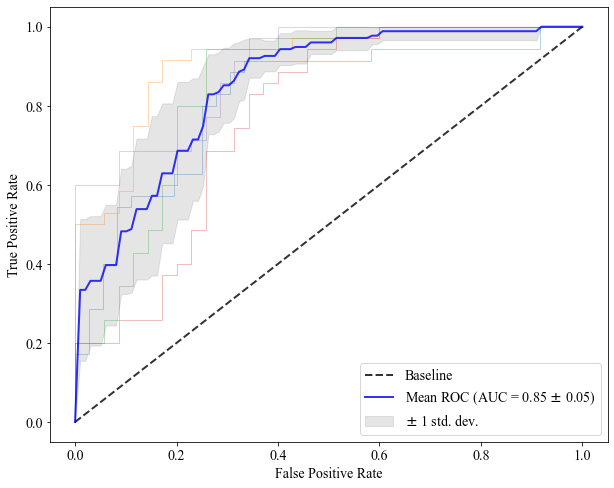 1.0
0.8
0.6
0.4
0.2
0.0
True Positive Rate
Baseline
Mean ROC (AUC = 0.85 ± 0.05)
± 1 std. dev.
0.0 0.2 0.4 0.6 0.8 1.0
False Positive Rate